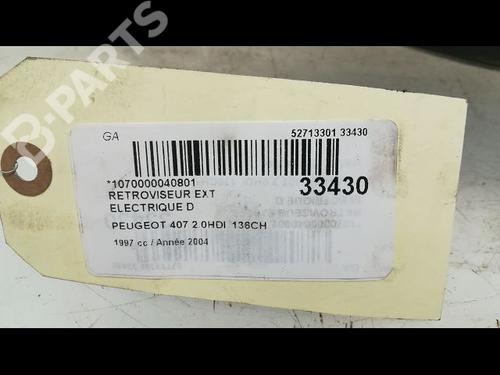 B-PARTS
GA
52713301 33430
*1070000040801
33430
RETROVISEUR EXT
ELECTRIQUE D
PEUGEOT 407 2.0HDI 136CH
1997 cc / Année 2004